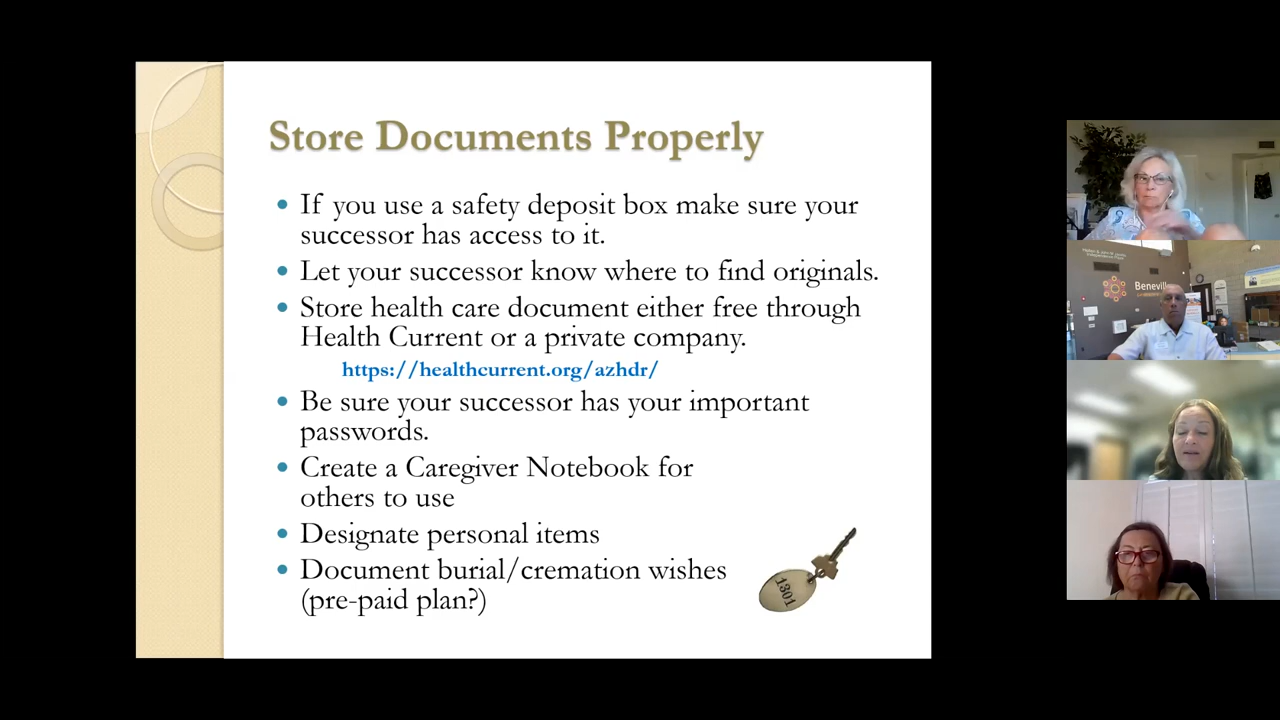 Store Documents Properly
• If you use a safety deposit box make sure your
successor has access to it.
• Let your successor know where to find originals.
• Store health care document either free through
Health Current or a private company.
https://healthcurrent.org/azhdr/
• Be sure your successor has your important
passwords.
• Create a Caregiver Notebook for
others to use
• Designate personal items
• Document burial/cremation wishes
(pre-paid plan?)
1301
Benevil